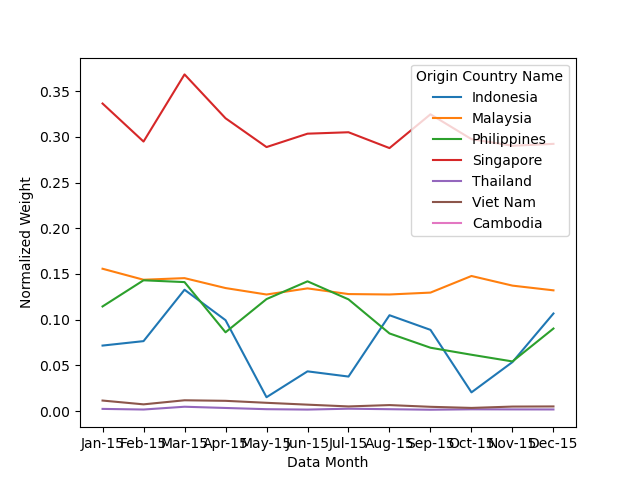 Origin Country Name
Indonesia
Malaysia
Philippines
Singapore
Thailand
Viet Nam
Cambodia
0.35
0.30
0.25
0.20
0.15
0.10
0.05
0.00
Normalized Weight
Jan-15 Feb-15 Mar-15 Apr-15 May-15 Jun-15 Jul-15 Aug-15 Sep-15 Oct-15 Nov-15 Dec-15
Data Month